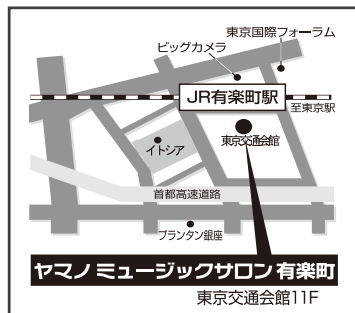 東京国際フォーラム
ビッグカメラ
JR有楽町駅
至東京駅
東京交通会館
イトシア
首都高速道路
プランタン銀座
ヤマノ ミュージックサロン 有楽町
東京交通会館11F